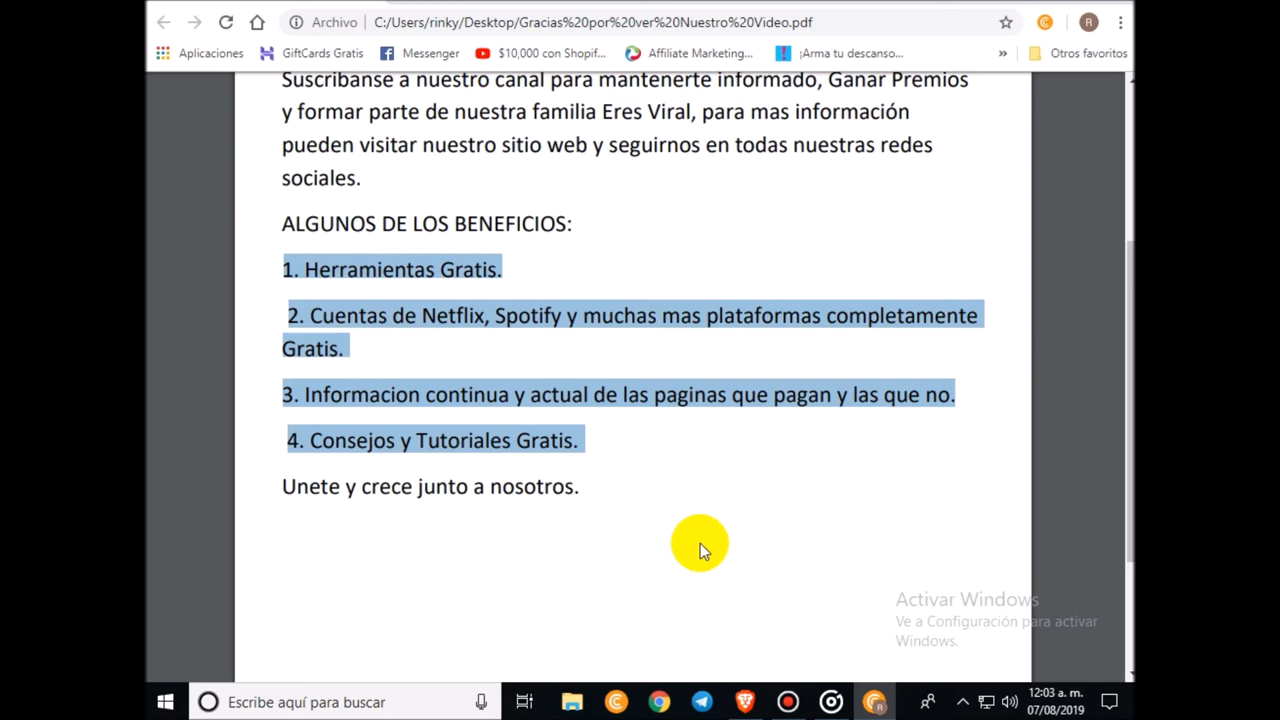 Archivo
C:/Users/rinky/Desktop/Gracias%20por%20ver%20Nuestro%20Video.pdf
R
Aplicaciones
GiftCards Gratis
Messenger
$10,000 con Shopif...
Affiliate Marketing...
¡Arma tu descanso...
»
Otros favoritos
Suscribanse a nuestro canal para mantenerte informado, Ganar Premios
y formar parte de nuestra familia Eres Viral, para mas información
pueden visitar nuestro sitio web y seguirnos en todas nuestras redes
sociales.
ALGUNOS DE LOS BENEFICIOS:
1. Herramientas Gratis.
2. Cuentas de Netflix, Spotify y muchas mas plataformas completamente
Gratis.
3. Informacion continua y actual de las paginas que pagan y las que no.
4. Consejos y Tutoriales Gratis.
Unete y crece junto a nosotros.
Activar Windows
Ve a Configuración para activar
Windows.
Escribe aquí para buscar
12:03 a. m.
07/08/2019